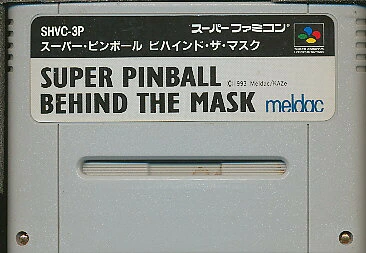 SHVC-3P スーパーファミコン
スーパー・ピンボール ビハインド・ザ・マスク
SUPER PINBALL ©1993 Meldac/KAZe
BEHIND THE MASK meldac